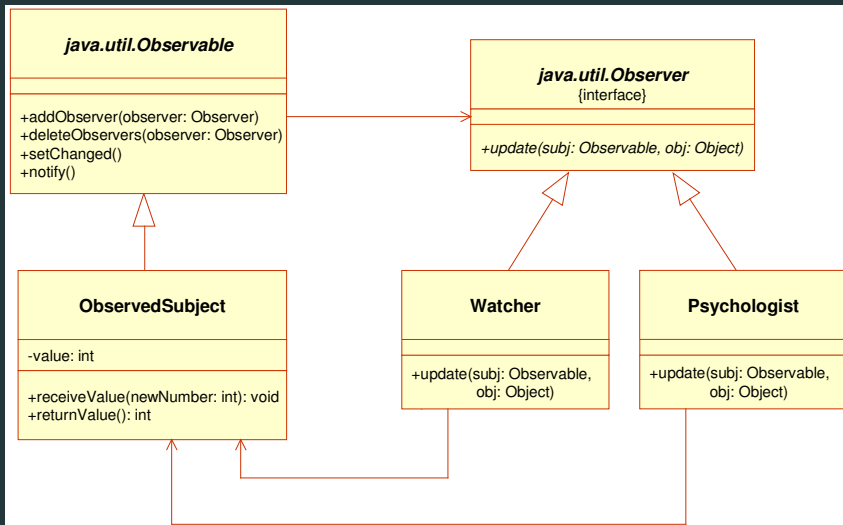 java.util.Observable
+addObserver(observer: Observer)
+deleteObservers(observer: Observer)
+setChanged()
+notify()
java.util.Observer
{interface}
+update(subj: Observable, obj: Object)
ObservedSubject
-value: int
+receiveValue(newNumber: int): void
+returnValue(): int
Watcher
+update(subj: Observable,
obj: Object)
Psychologist
+update(subj: Observable,
obj: Object)